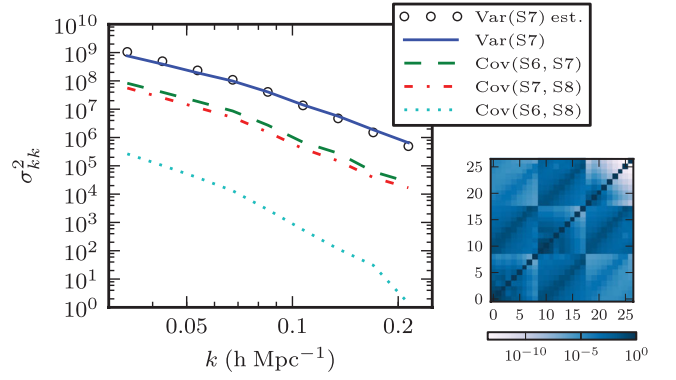 ○ ○ ○ Var(S7) est.
Var(S7)
Cov(S6, S7)
Cov(S7, S8)
Cov(S6, S8)
10^10
10^9
10^8
10^7
10^6
10^5
10^4
10^3
10^2
10^1
10^0
σ^2_{kk}
0.05 0.1 0.2
k (h Mpc^{−1})
25
20
15
10
5
0
0 5 10 15 20 25
10^{−10} 10^{−5} 10^0